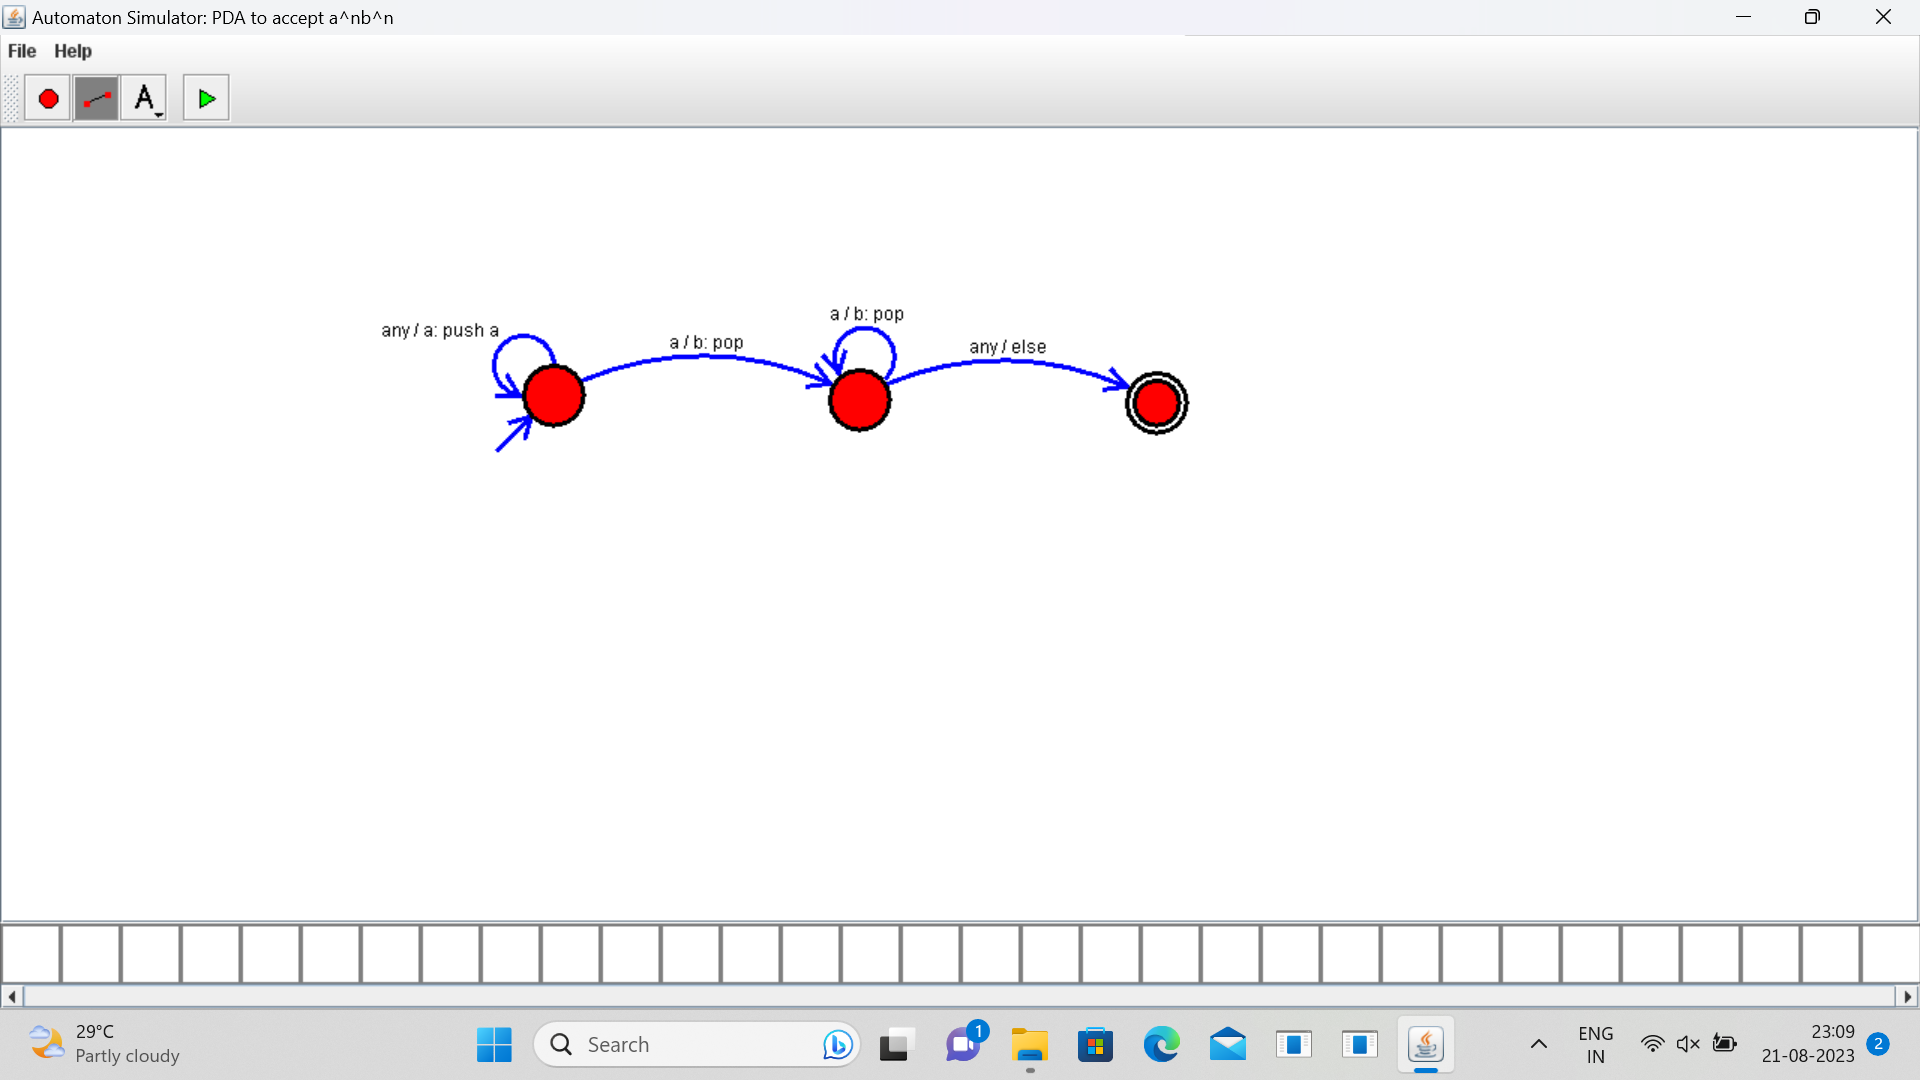 Automaton Simulator: PDA to accept a^nb^n
File Help
A
a / b: pop
any / a: push a
a / b: pop
any / else
29°C
Partly cloudy
Search
1
ENG
IN
23:09
21-08-2023
2